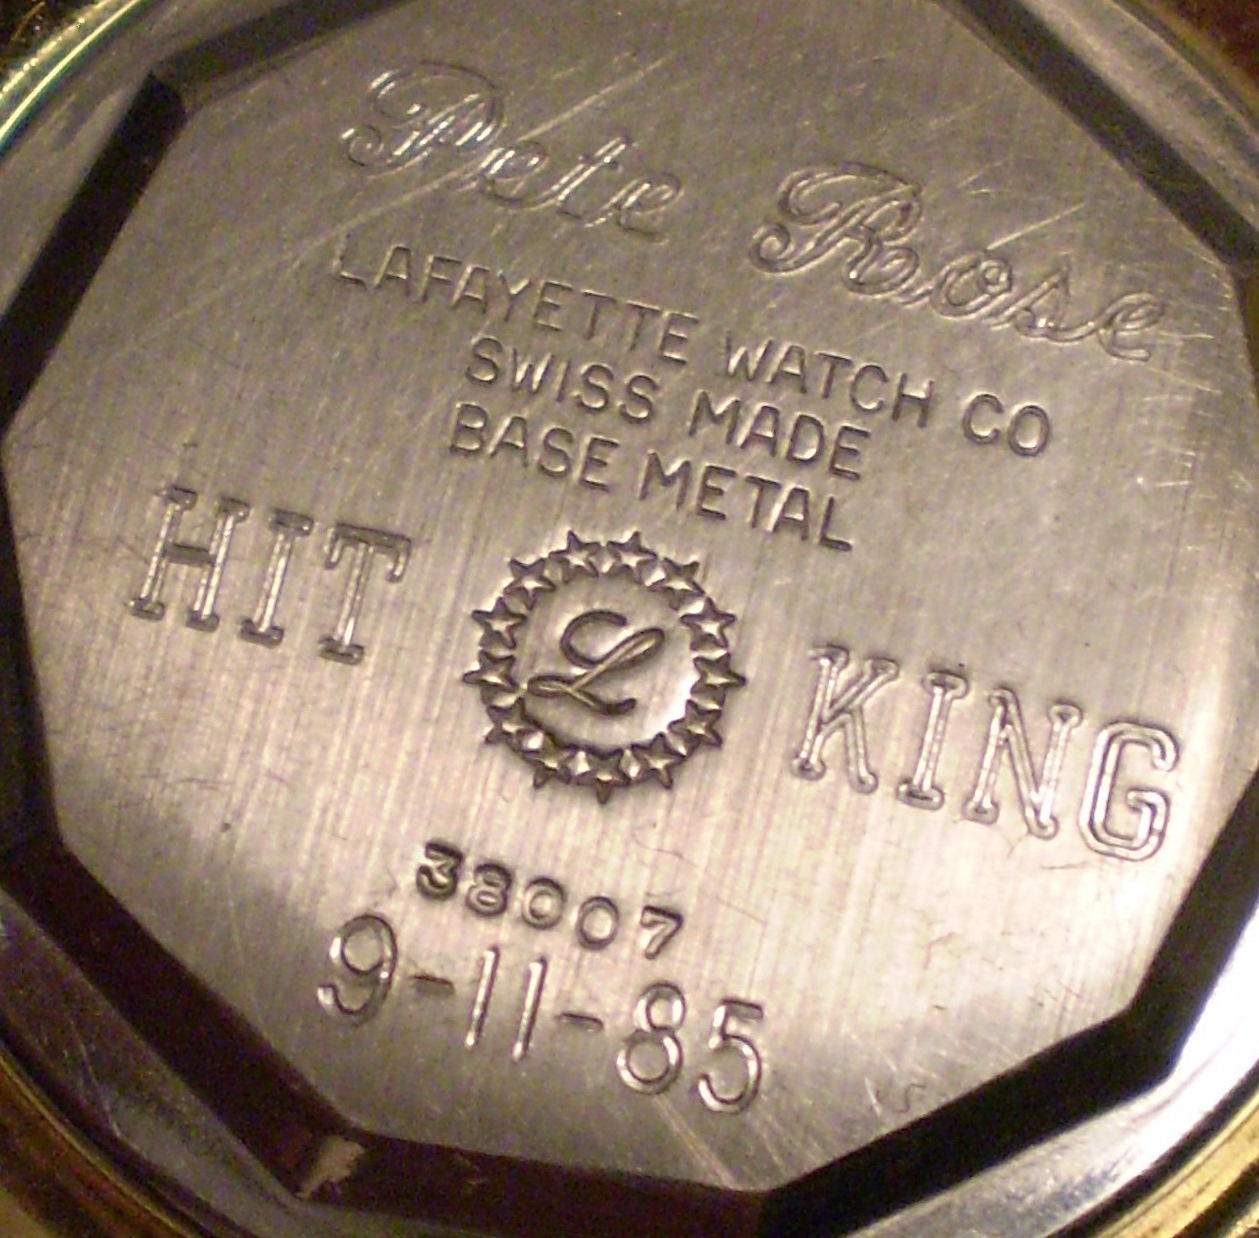 Pete Rose
LAFAYETTE WATCH CO
SWISS MADE
BASE METAL
HIT L KING
38007
9-11-85